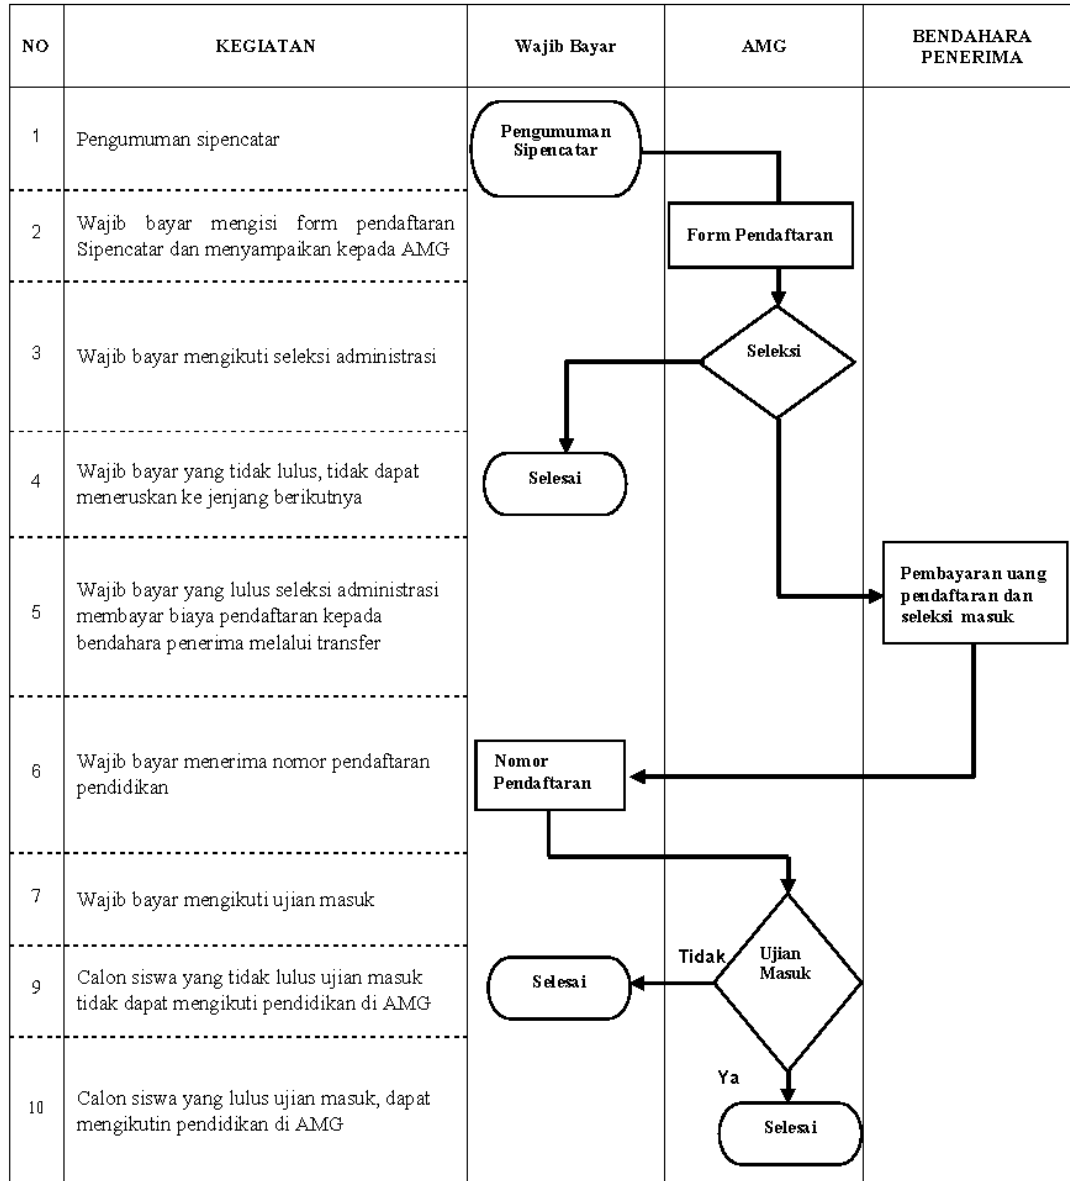 NO
KEGIATAN
Wajib Bayar
AMG
BENDAHARA
PENERIMA
1
Pengumuman sipencatar
Pengumuman
Sipencatar
2
Wajib bayar mengisi form pendaftaran
Sipencatar dan menyampaikan kepada AMG
Form Pendaftaran
3
Wajib bayar mengikuti seleksi administrasi
Seleksi
4
Wajib bayar yang tidak lulus, tidak dapat
meneruskan ke jenjang berikutnya
Selesai
5
Wajib bayar yang lulus seleksi administrasi
membayar biaya pendaftaran kepada
bendahara penerima melalui transfer
Pembayaran uang
pendaftaran dan
seleksi masuk
6
Wajib bayar menerima nomor pendaftaran
pendidikan
Nomor
Pendaftaran
7
Wajib bayar mengikuti ujian masuk
Ujian
Masuk
Tidak
9
Calon siswa yang tidak lulus ujian masuk
tidak dapat mengikuti pendidikan di AMG
Selesai
Ya
10
Calon siswa yang lulus ujian masuk, dapat
mengikutin pendidikan di AMG
Selesai